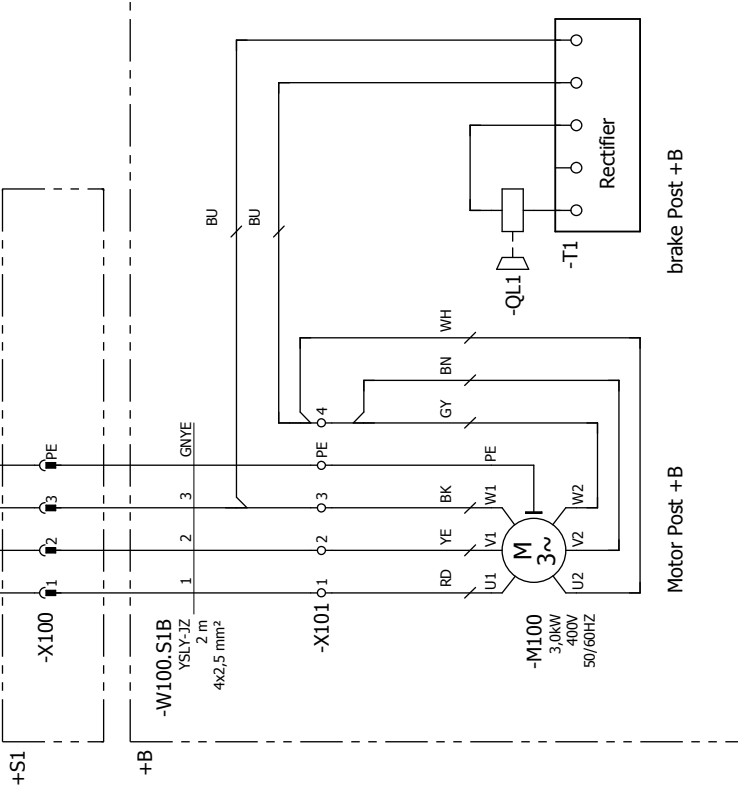 +S1
-X100
1
2
3
PE
+B
-W100.S1B
YSLY-JZ
2 m
4x2,5 mm²
1
2
3
GNYE
BU
BU
-X101
1
2
3
PE
4
RD
YE
BK
PE
GY
BN
WH
U1
V1
W1
M
3~
U2
V2
W2
-M100
3,0kW
400V
50/60HZ
Motor Post +B
-QL1
-T1
Rectifier
brake Post +B